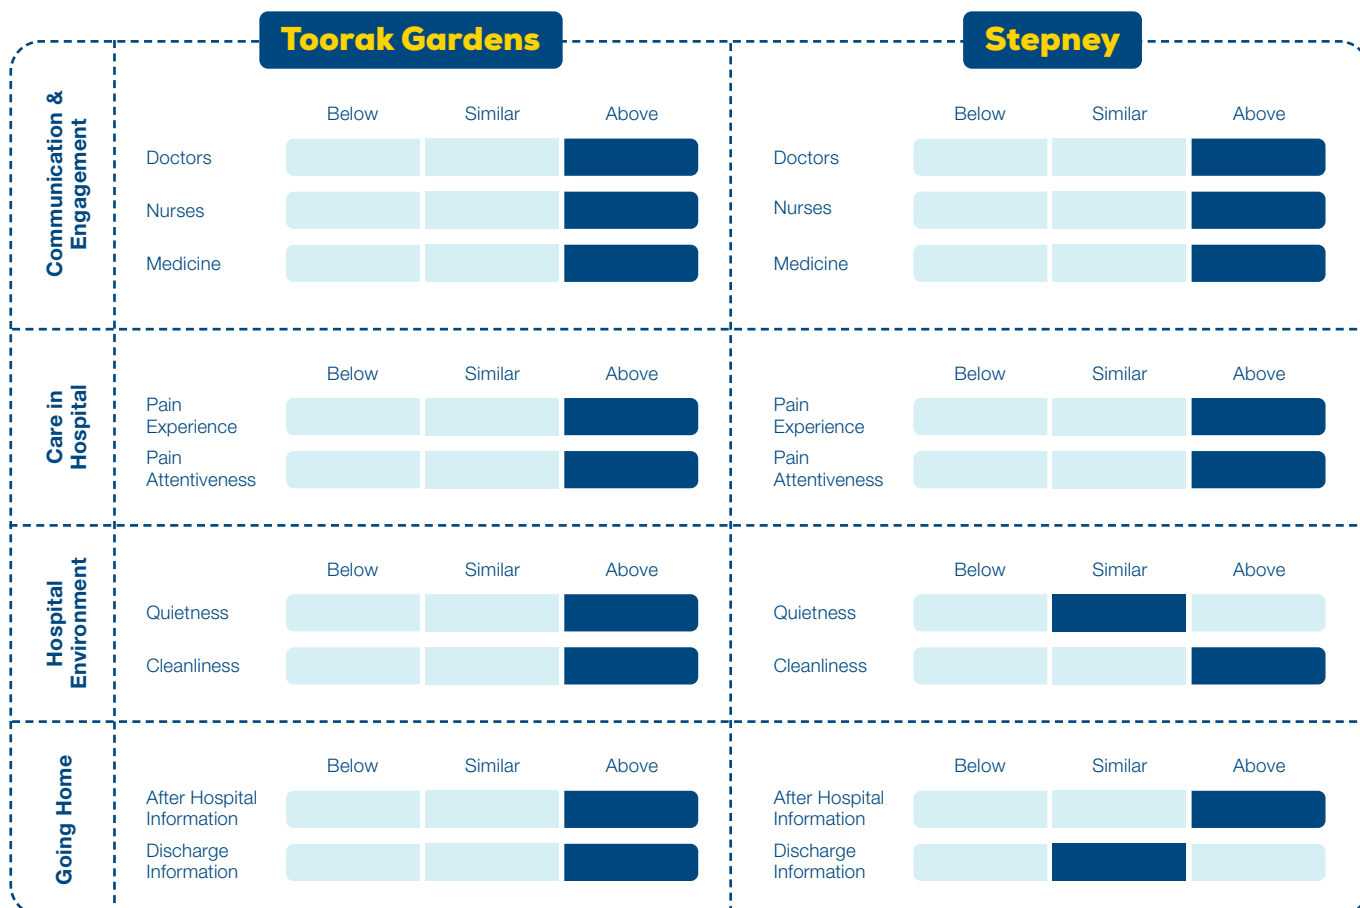 Toorak Gardens
Stepney
Communication &
Engagement
Below Similar Above
Doctors
Nurses
Medicine
Below Similar Above
Doctors
Nurses
Medicine
Care in
Hospital
Below Similar Above
Pain
Experience
Pain
Attentiveness
Below Similar Above
Pain
Experience
Pain
Attentiveness
Hospital
Environment
Below Similar Above
Quietness
Cleanliness
Below Similar Above
Quietness
Cleanliness
Going Home
Below Similar Above
After Hospital
Information
Discharge
Information
Below Similar Above
After Hospital
Information
Discharge
Information